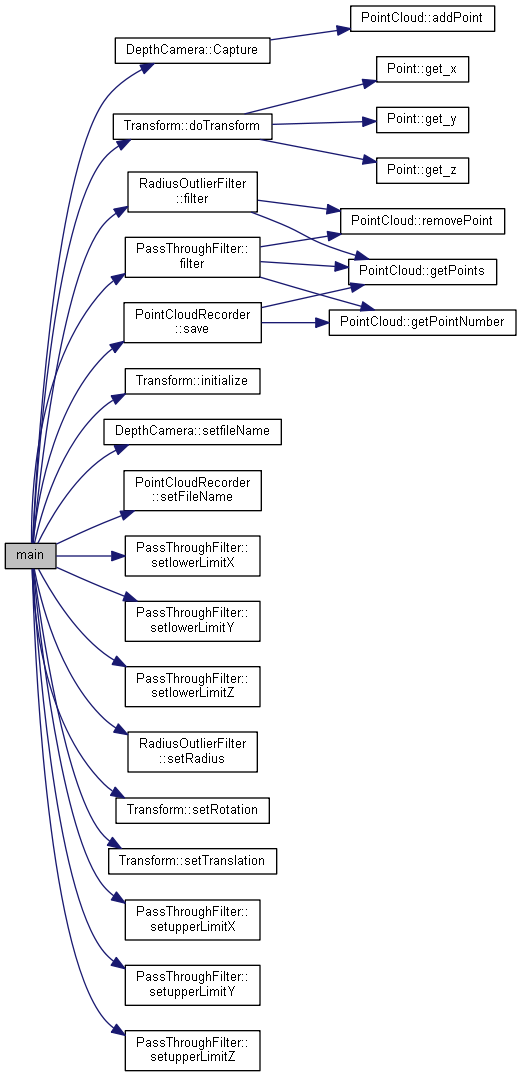 PointCloud::addPoint
DepthCamera::Capture
Point::get_x
Transform::doTransform
Point::get_y
Point::get_z
RadiusOutlierFilter
::filter
PointCloud::removePoint
PassThroughFilter::
filter
PointCloud::getPoints
PointCloudRecorder
::save
PointCloud::getPointNumber
Transform::initialize
DepthCamera::setfileName
PointCloudRecorder
::setFileName
main
PassThroughFilter::
setlowerLimitX
PassThroughFilter::
setlowerLimitY
PassThroughFilter::
setlowerLimitZ
RadiusOutlierFilter
::setRadius
Transform::setRotation
Transform::setTranslation
PassThroughFilter::
setupperLimitX
PassThroughFilter::
setupperLimitY
PassThroughFilter::
setupperLimitZ